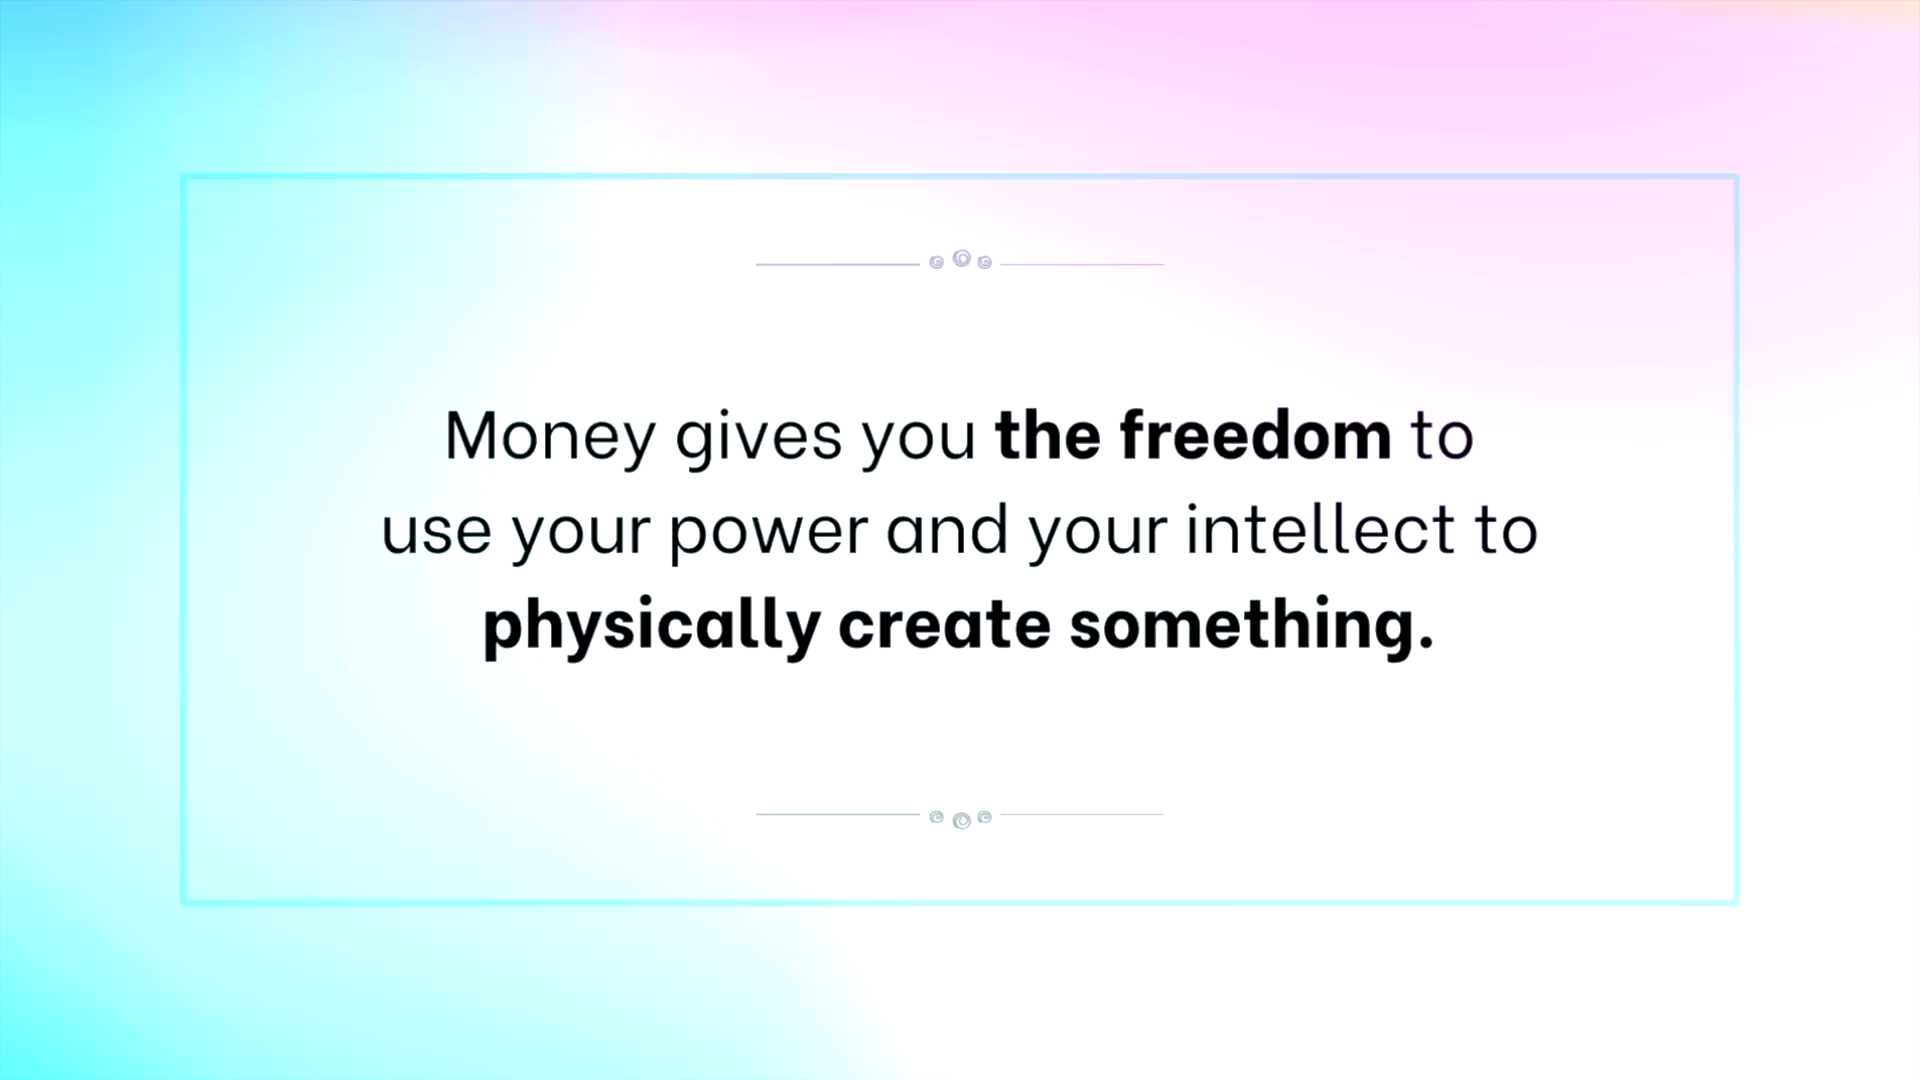 Money gives you the freedom to
use your power and your intellect to
physically create something.